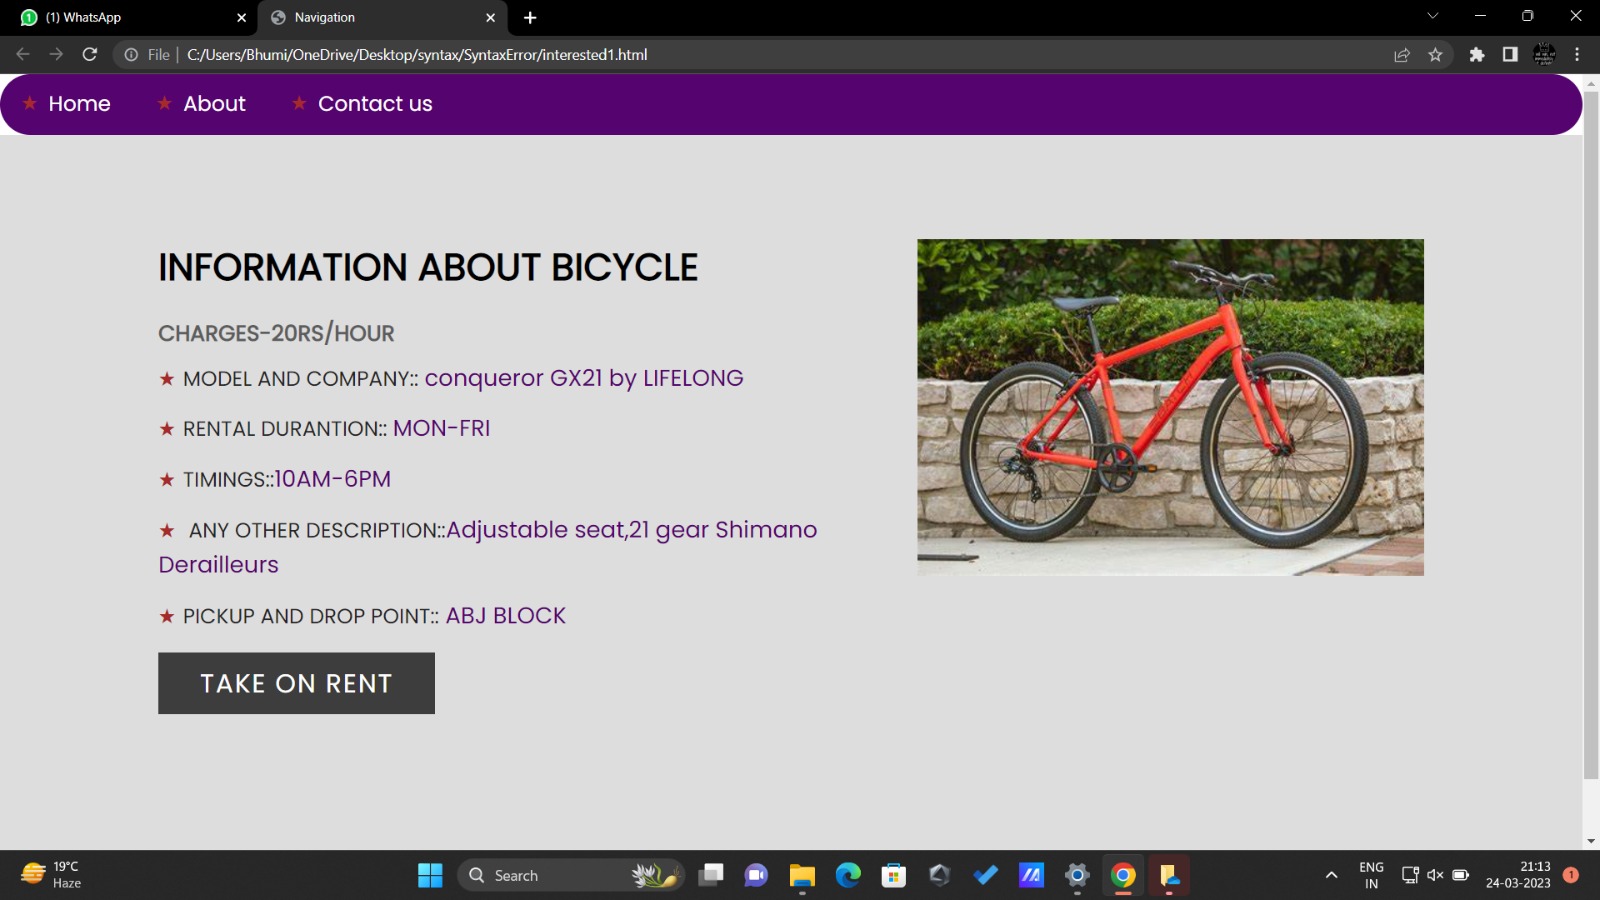 (1) WhatsApp
Navigation
File
C:/Users/Bhumi/OneDrive/Desktop/syntax/SyntaxError/interested1.html
Home
About
Contact us
INFORMATION ABOUT BICYCLE
CHARGES-20RS/HOUR
MODEL AND COMPANY:: conqueror GX21 by LIFELONG
RENTAL DURANTION:: MON-FRI
TIMINGS::10AM-6PM
ANY OTHER DESCRIPTION::Adjustable seat,21 gear Shimano
Derailleurs
PICKUP AND DROP POINT:: ABJ BLOCK
TAKE ON RENT
19°C
Haze
Search
ENG
IN
21:13
24-03-2023
1